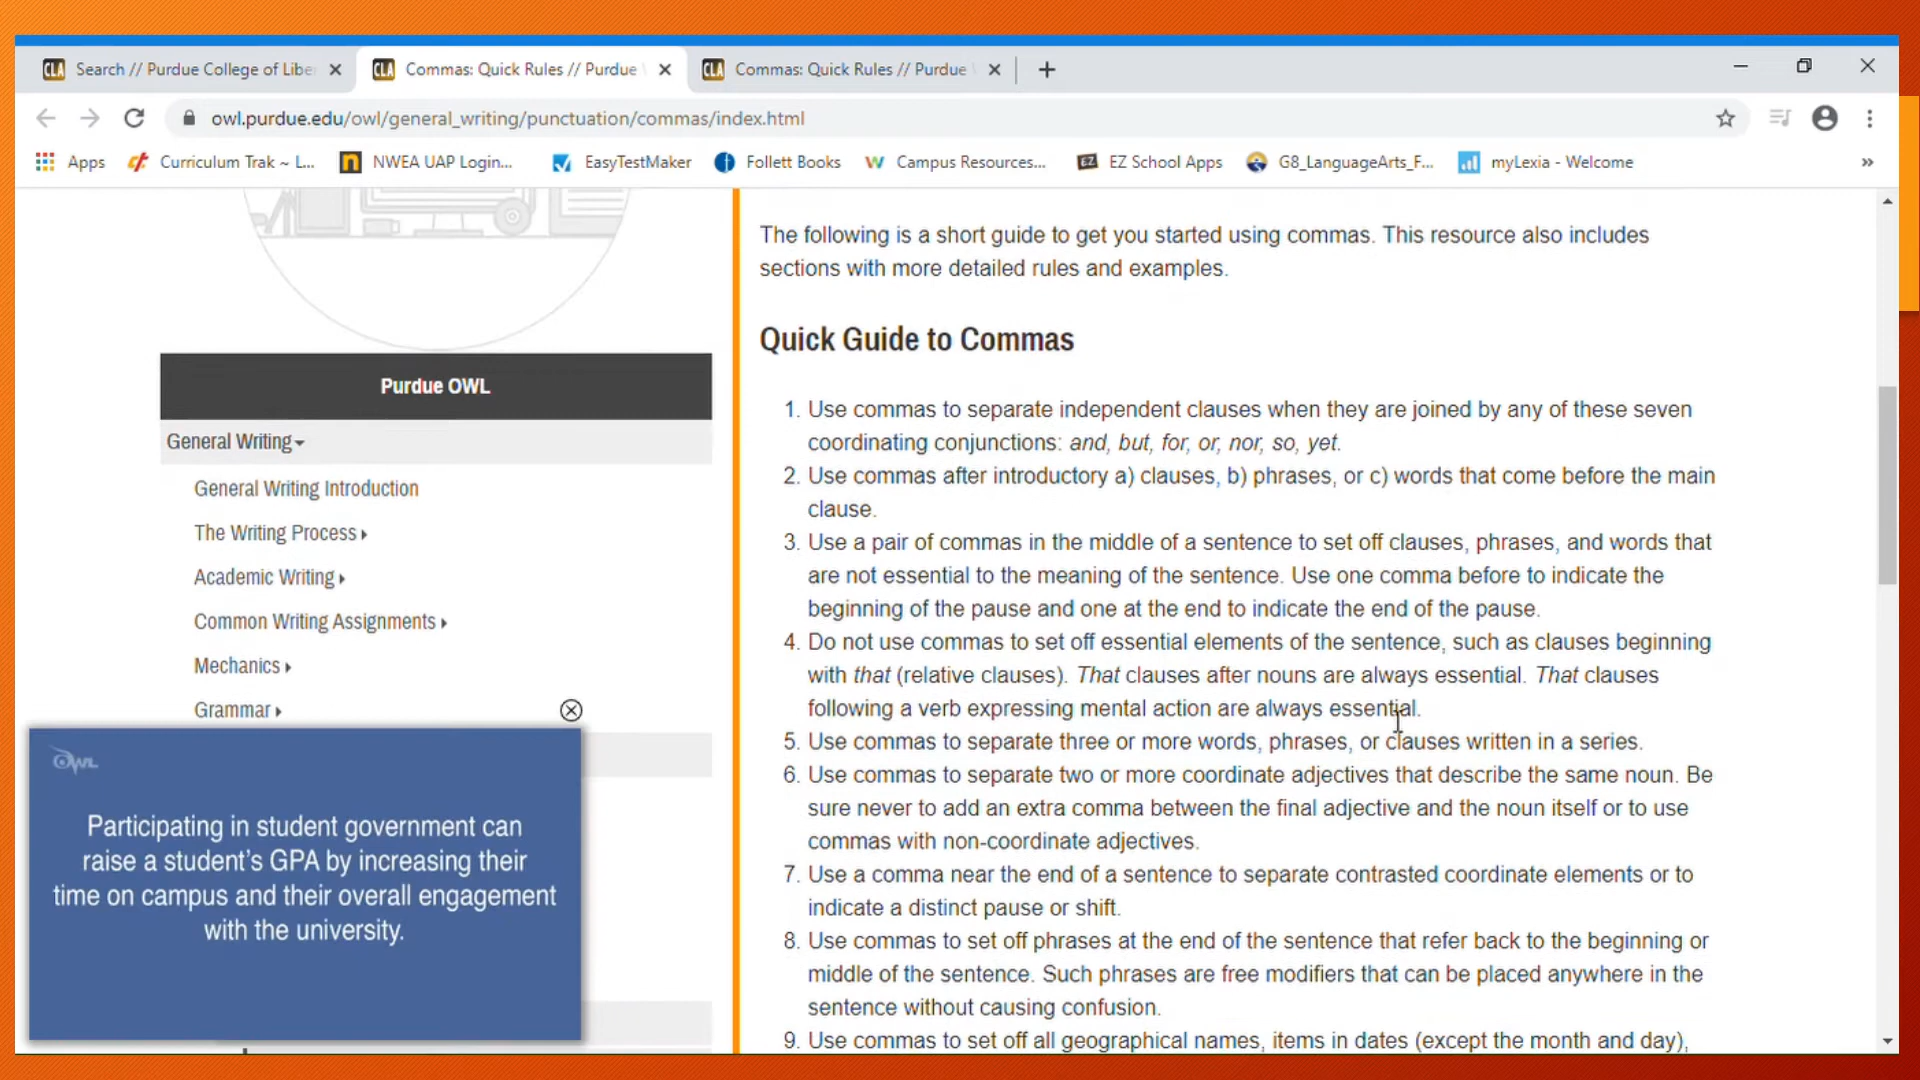 Search // Purdue College of Libe
Commas: Quick Rules // Purdue
Commas: Quick Rules // Purdue
owl.purdue.edu/owl/general_writing/punctuation/commas/index.html
Apps
Curriculum Trak ~ L...
NWEA UAP Login...
EasyTestMaker
Follett Books
Campus Resources...
EZ School Apps
G8_LanguageArts_F...
myLexia - Welcome
The following is a short guide to get you started using commas. This resource also includes
sections with more detailed rules and examples.
Quick Guide to Commas
1. Use commas to separate independent clauses when they are joined by any of these seven
coordinating conjunctions: and, but, for, or, nor, so, yet.
2. Use commas after introductory a) clauses, b) phrases, or c) words that come before the main
clause.
3. Use a pair of commas in the middle of a sentence to set off clauses, phrases, and words that
are not essential to the meaning of the sentence. Use one comma before to indicate the
beginning of the pause and one at the end to indicate the end of the pause.
4. Do not use commas to set off essential elements of the sentence, such as clauses beginning
with that (relative clauses). That clauses after nouns are always essential. That clauses
following a verb expressing mental action are always essential.
5. Use commas to separate three or more words, phrases, or clauses written in a series.
6. Use commas to separate two or more coordinate adjectives that describe the same noun. Be
sure never to add an extra comma between the final adjective and the noun itself or to use
commas with non-coordinate adjectives.
7. Use a comma near the end of a sentence to separate contrasted coordinate elements or to
indicate a distinct pause or shift.
8. Use commas to set off phrases at the end of the sentence that refer back to the beginning or
middle of the sentence. Such phrases are free modifiers that can be placed anywhere in the
sentence without causing confusion.
9. Use commas to set off all geographical names, items in dates (except the month and day),
Purdue OWL
General Writing
General Writing Introduction
The Writing Process
Academic Writing
Common Writing Assignments
Mechanics
Grammar
OWL
Participating in student government can
raise a student's GPA by increasing their
time on campus and their overall engagement
with the university.